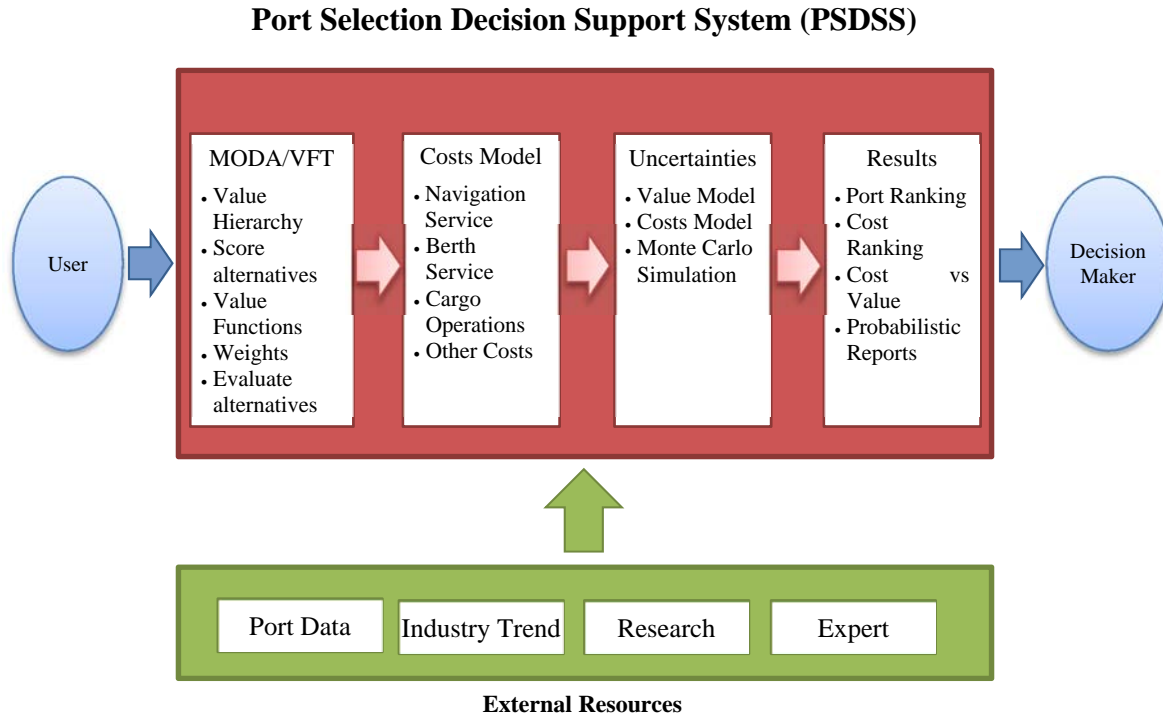 Port Selection Decision Support System (PSDSS)
User
MODA/VFT
• Value
Hierarchy
• Score
alternatives
• Value
Functions
• Weights
• Evaluate
alternatives
Costs Model
• Navigation
Service
• Berth
Service
• Cargo
Operations
• Other Costs
Uncertainties
• Value Model
• Costs Model
• Monte Carlo
Simulation
Results
• Port Ranking
• Cost
Ranking
• Cost vs
Value
• Probabilistic
Reports
Decision
Maker
Port Data
Industry Trend
Research
Expert
External Resources